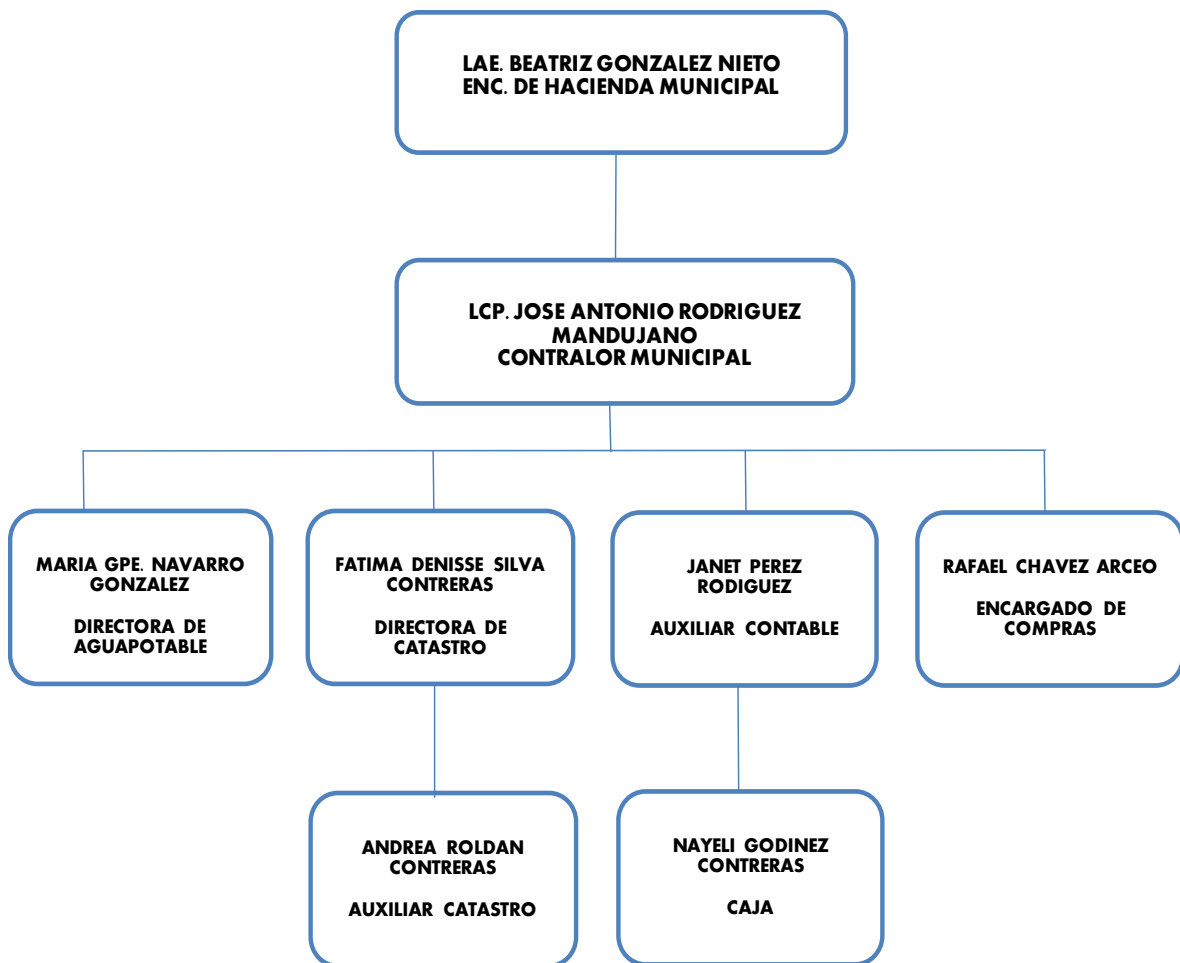 LAE. BEATRIZ GONZALEZ NIETO
ENC. DE HACIENDA MUNICIPAL
LCP. JOSE ANTONIO RODRIGUEZ
MANDUJANO
CONTRALOR MUNICIPAL
MARIA GPE. NAVARRO
GONZALEZ
DIRECTORA DE
AGUAPOTABLE
FATIMA DENISSE SILVA
CONTRERAS
DIRECTORA DE
CATASTRO
JANET PEREZ
RODIGUEZ
AUXILIAR CONTABLE
RAFAEL CHAVEZ ARCEO
ENCARGADO DE
COMPRAS
ANDREA ROLDAN
CONTRERAS
AUXILIAR CATASTRO
NAYELI GODINEZ
CONTRERAS
CAJA